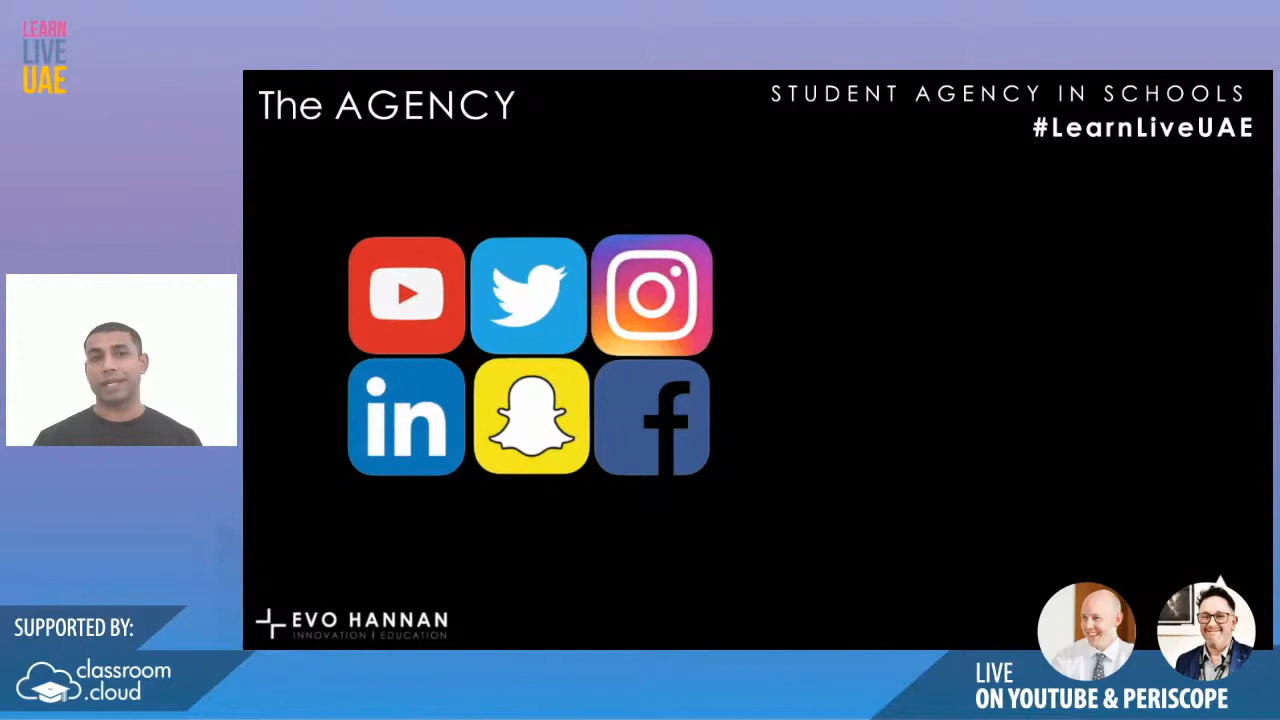 LEARN
LIVE
UAE
The AGENCY
STUDENT AGENCY IN SCHOOLS
#LearnLiveUAE
in
f
EVO HANNAN
INNOVATION | EDUCATION
SUPPORTED BY:
classroom
.cloud
LIVE
ON YOUTUBE & PERISCOPE